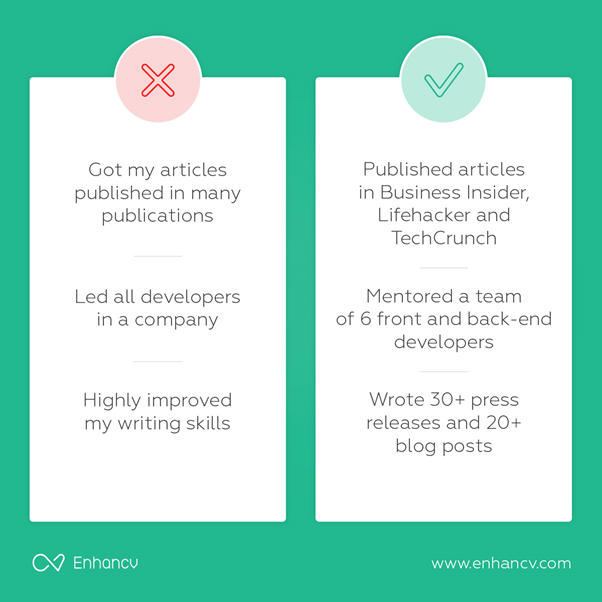 Got my articles
published in many
publications
Led all developers
in a company
Highly improved
my writing skills
Published articles
in Business Insider,
Lifehacker and
TechCrunch
Mentored a team
of 6 front and back-end
developers
Wrote 30+ press
releases and 20+
blog posts
Enhancv
www.enhancv.com